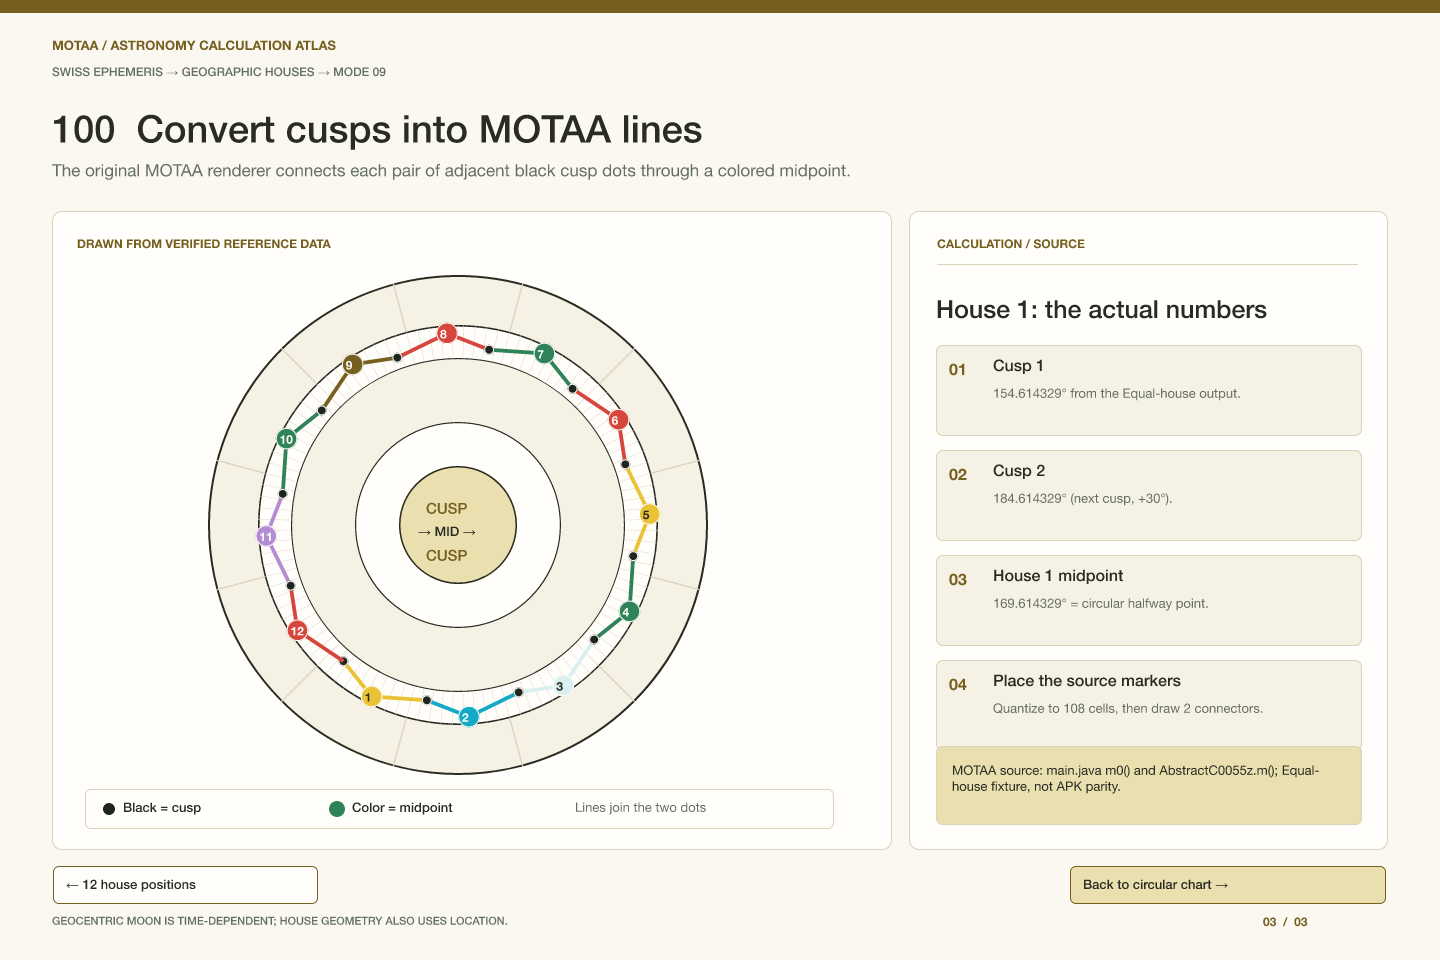 MOTAA / ASTRONOMY CALCULATION ATLAS
SWISS EPHEMERIS → GEOGRAPHIC HOUSES → MODE 09
100 Convert cusps into MOTAA lines
The original MOTAA renderer connects each pair of adjacent black cusp dots through a colored midpoint.
DRAWN FROM VERIFIED REFERENCE DATA
8
7
9
6
10
5
11
4
12
3
1
2
CUSP
→ MID →
CUSP
Black = cusp
Color = midpoint
Lines join the two dots
CALCULATION / SOURCE
House 1: the actual numbers
01
Cusp 1
154.614329° from the Equal-house output.
02
Cusp 2
184.614329° (next cusp, +30°).
03
House 1 midpoint
169.614329° = circular halfway point.
04
Place the source markers
Quantize to 108 cells, then draw 2 connectors.
MOTAA source: main.java m0() and AbstractC0055z.m(); Equal-
house fixture, not APK parity.
← 12 house positions
Back to circular chart →
GEOCENTRIC MOON IS TIME-DEPENDENT; HOUSE GEOMETRY ALSO USES LOCATION.
03 / 03